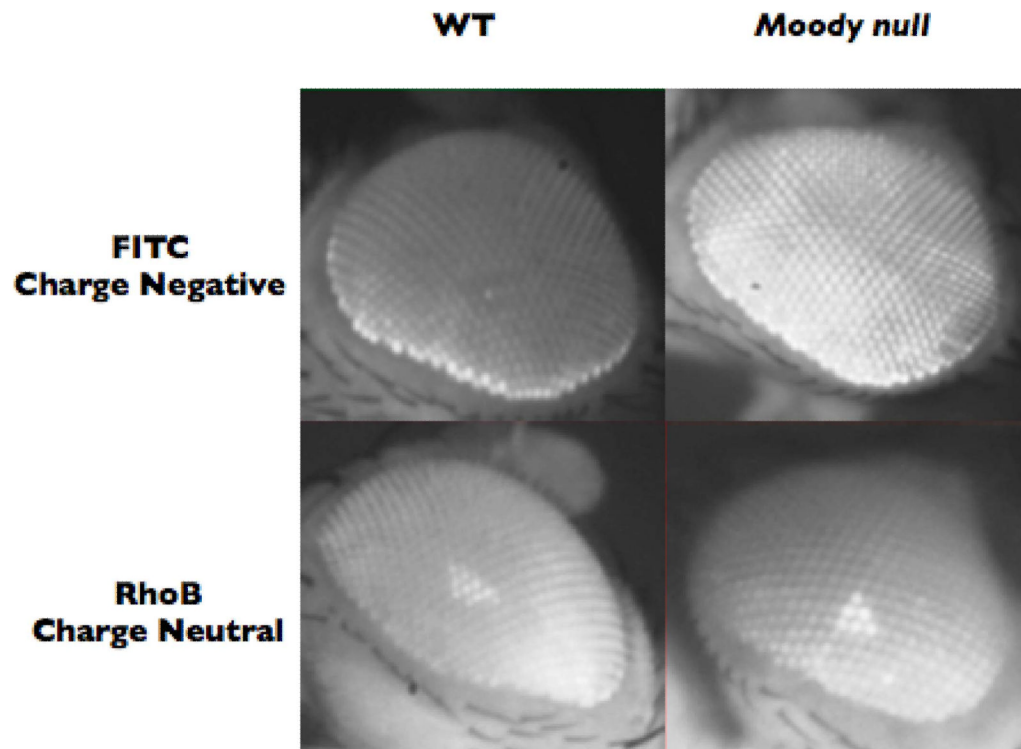 WT
Moody null
FITC
Charge Negative
RhoB
Charge Neutral